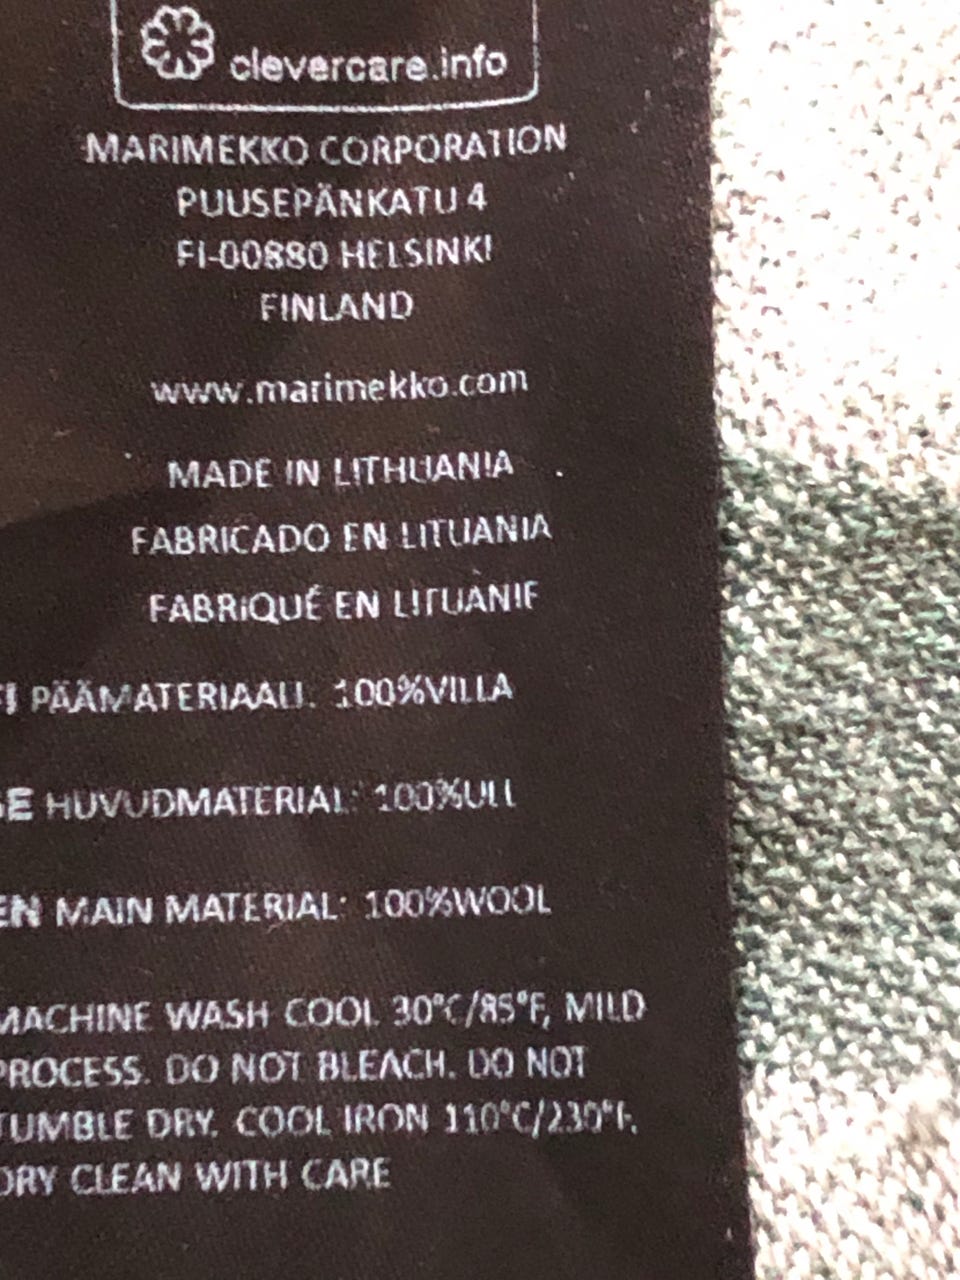 clevercare.info
MARIMEKKO CORPORATION
PUUSEPÄNKATU 4
FI-00880 HELSINKI
FINLAND
www.marimekko.com
MADE IN LITHUANIA
FABRICADO EN LITUANIA
FABRIQUÉ EN LITUANIE
FI PÄÄMATERIAALI: 100%VILLA
SE HUVUDMATERIAL: 100%ULL
EN MAIN MATERIAL: 100%WOOL
MACHINE WASH COOL 30°C/85°F, MILD
PROCESS. DO NOT BLEACH. DO NOT
TUMBLE DRY. COOL IRON 110°C/230°F.
DRY CLEAN WITH CARE